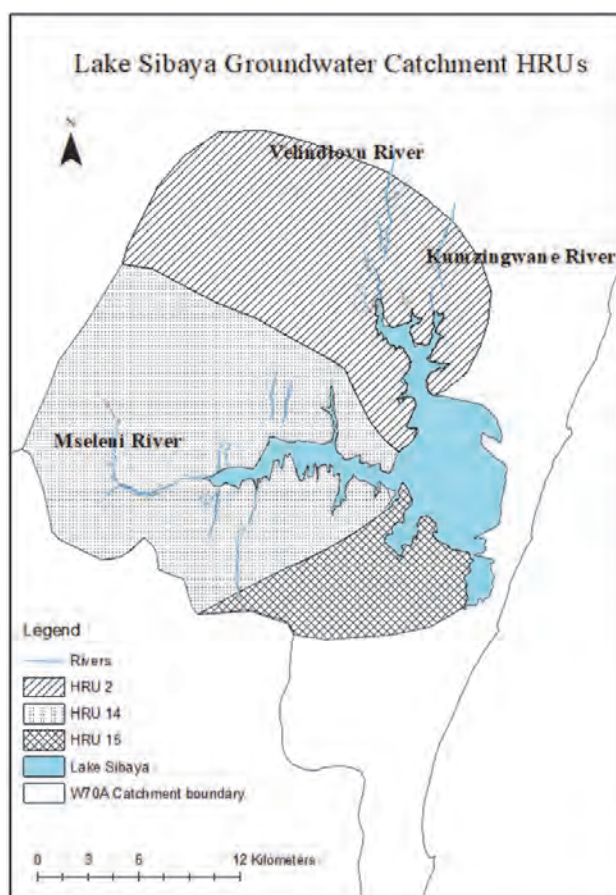 Lake Sibaya Groundwater Catchment HRUs
N
Velindlovu River
Kumzingwane River
Mseleni River
Legend
Rivers
HRU 2
HRU 14
HRU 15
Lake Sibaya
W70A Catchment boundary
0 3 6 12 Kilometers